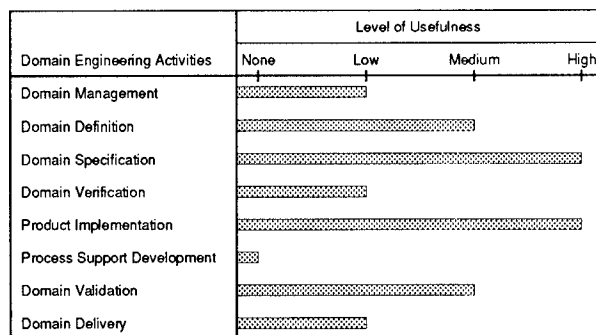 Level of Usefulness
Domain Engineering Activities
None Low Medium High
Domain Management
Domain Definition
Domain Specification
Domain Verification
Product Implementation
Process Support Development
Domain Validation
Domain Delivery